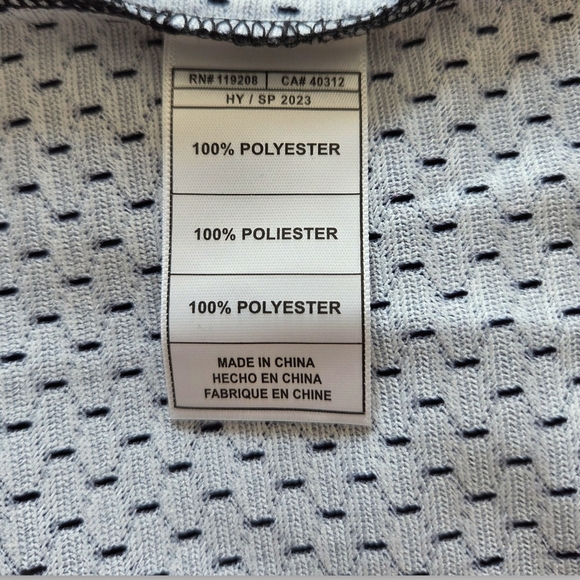 RN# 119208 CA# 40312
HY / SP 2023
100% POLYESTER
100% POLIESTER
100% POLYESTER
MADE IN CHINA
HECHO EN CHINA
FABRIQUE EN CHINE